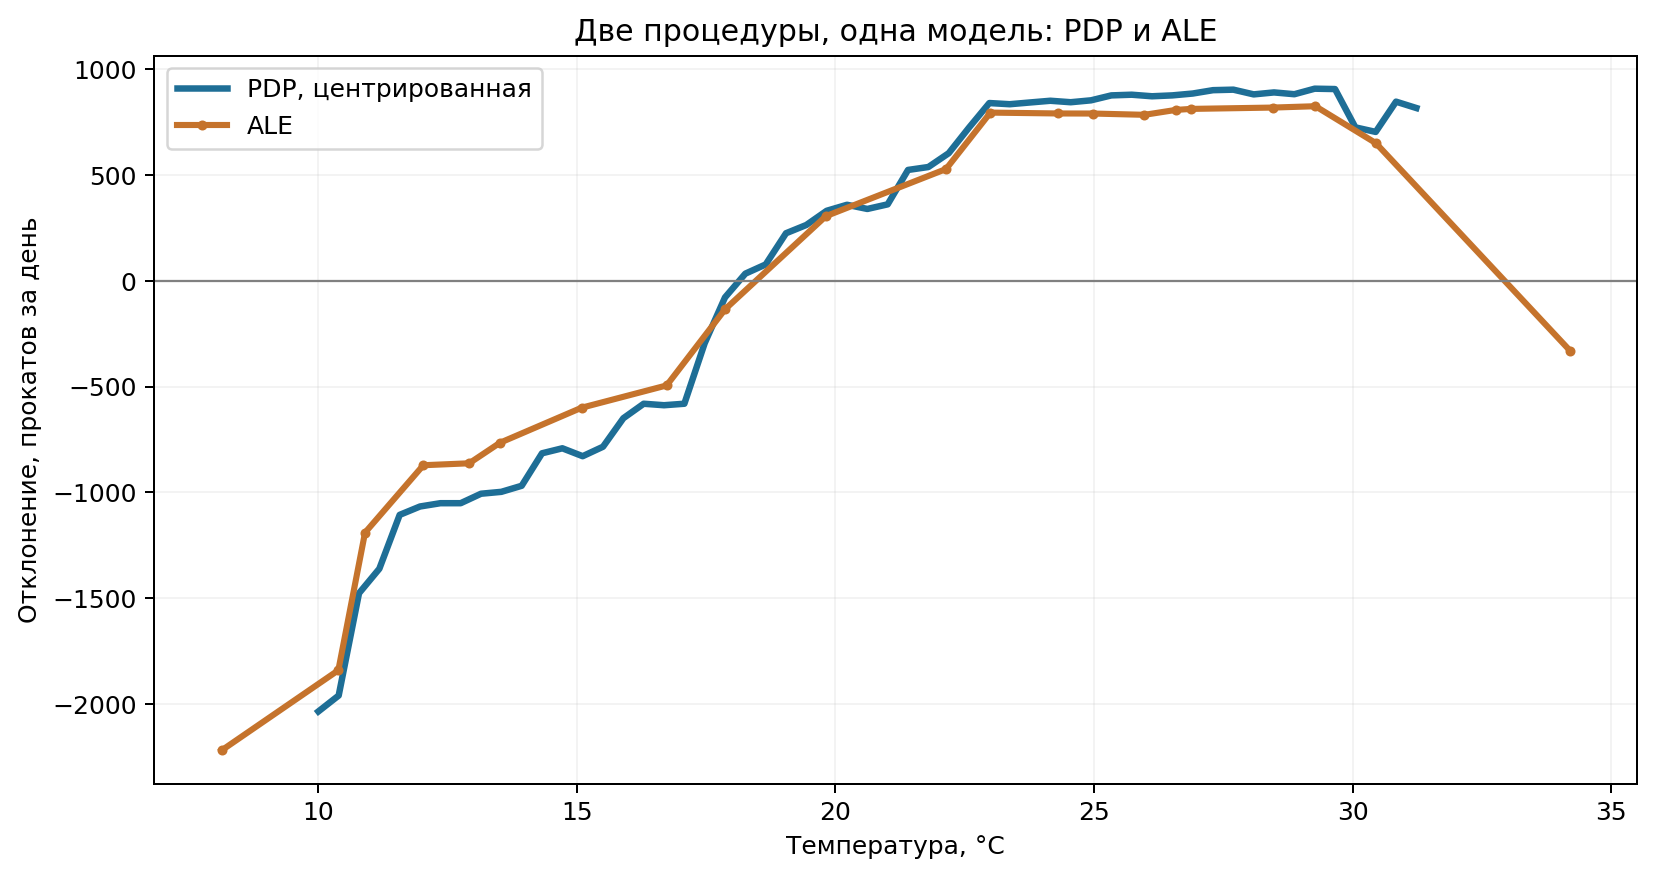 Две процедуры, одна модель: PDP и ALE
PDP, центрированная
ALE
Отклонение, прокатов за день
1000
500
0
−500
−1000
−1500
−2000
10
15
20
25
30
35
Температура, °C